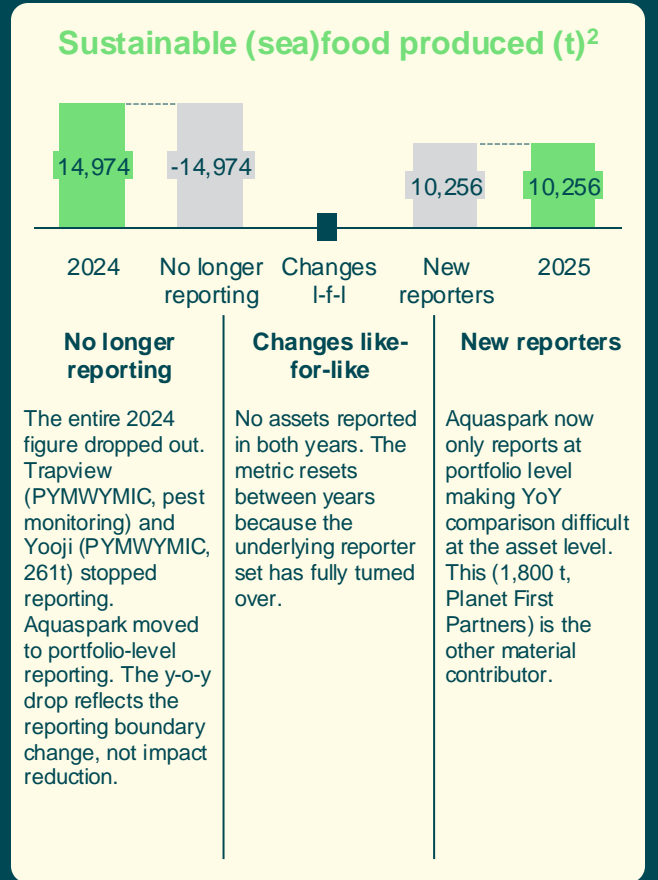 Sustainable (sea)food produced (t)²
14,974
-14,974
10,256
10,256
2024
No longer reporting
Changes l-f-l
New reporters
2025
No longer
reporting
The entire 2024
figure dropped out.
Trapview
(PYMWYMIC, pest
monitoring) and
Yooji (PYMWYMIC,
261t) stopped
reporting.
Aquaspark moved
to portfolio-level
reporting. The y-o-y
drop reflects the
reporting boundary
change, not impact
reduction.
Changes like-
for-like
No assets reported
in both years. The
metric resets
between years
because the
underlying reporter
set has fully turned
over.
New reporters
Aquaspark now
only reports at
portfolio level
making YoY
comparison difficult
at the asset level.
This (1,800 t,
Planet First
Partners) is the
other material
contributor.